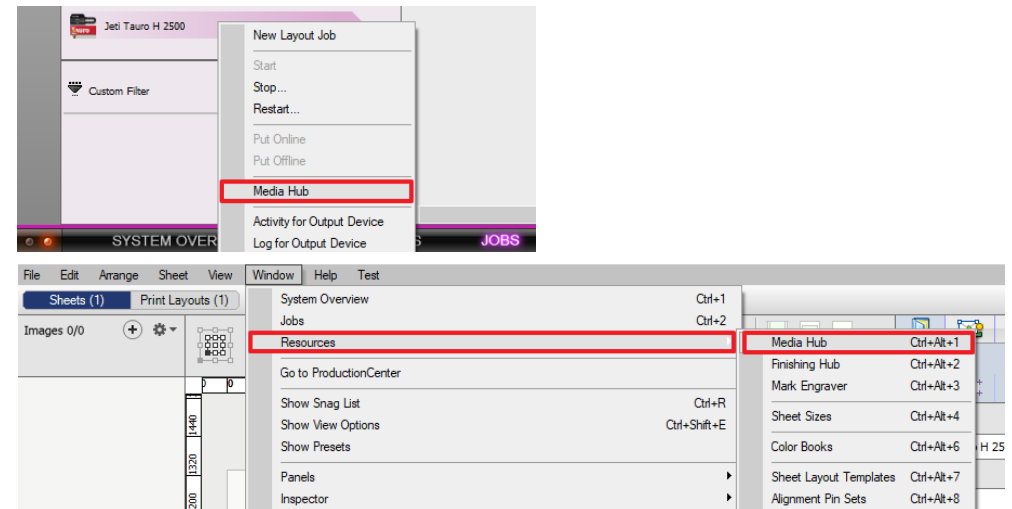 Tauro
Jeti Tauro H 2500
New Layout Job
Start
Custom Filter
Stop...
Restart...
Put Online
Put Offline
Media Hub
Activity for Output Device
SYSTEM OVER
Log for Output Device
S
JOBS
File Edit Arrange Sheet View Window Help Test
Sheets (1) Print Layouts (1)
System Overview Ctrl+1
Jobs Ctrl+2
Images 0/0
Resources
Media Hub Ctrl+Alt+1
Finishing Hub Ctrl+Alt+2
Go to ProductionCenter
Mark Engraver Ctrl+Alt+3
0
Show Snag List Ctrl+R
Sheet Sizes Ctrl+Alt+4
1440
Show View Options Ctrl+Shift+E
Show Presets
Color Books Ctrl+Alt+6
H 25
1320
Panels
Sheet Layout Templates Ctrl+Alt+7
200
Inspector
Alignment Pin Sets Ctrl+Alt+8